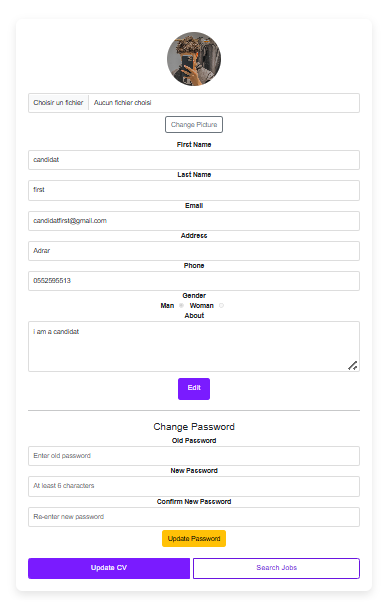 Choisir un fichier Aucun fichier choisi
Change Picture
First Name
candidat
Last Name
first
Email
candidatfirst@gmail.com
Address
Adrar
Phone
0552595513
Gender
Man Woman
About
i am a candidat
Edit
Change Password
Old Password
Enter old password
New Password
At least 6 characters
Confirm New Password
Re-enter new password
Update Password
Update CV Search Jobs